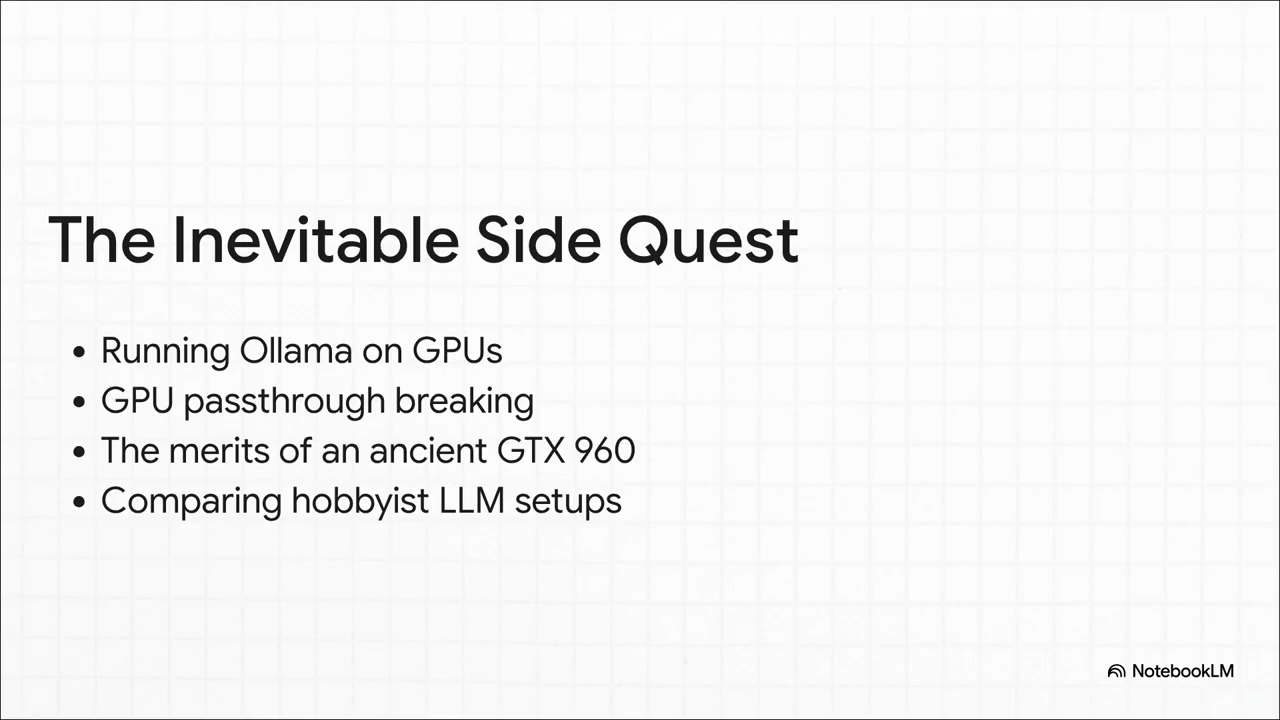 The Inevitable Side Quest
• Running Ollama on GPUs
• GPU passthrough breaking
• The merits of an ancient GTX 960
• Comparing hobbyist LLM setups
NotebookLM